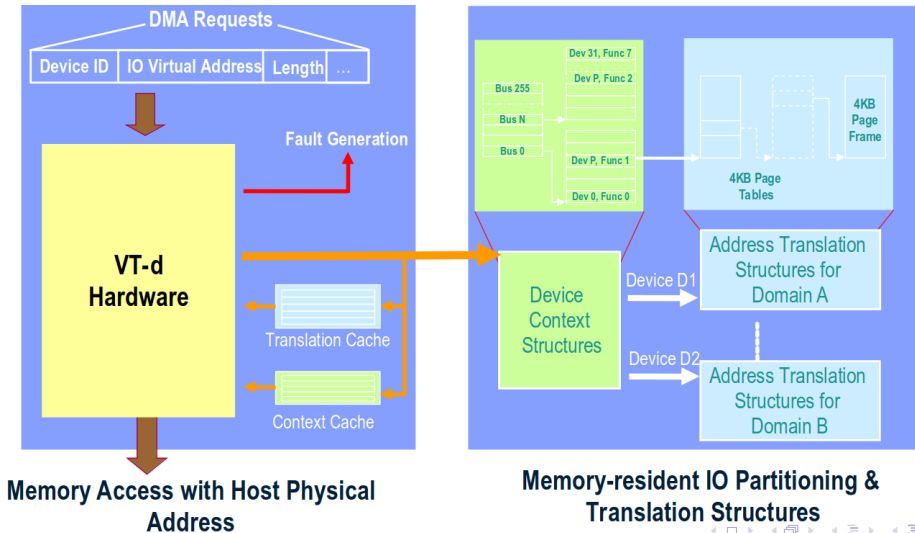 DMA Requests
Device ID IO Virtual Address Length ...
Fault Generation
VT-d
Hardware
Translation Cache
Context Cache
Memory Access with Host Physical
Address
Dev 31, Func 7
Dev P, Func 2
Bus 255
Bus N
Bus 0
Dev P, Func 1
Dev 0, Func 0
4KB
Page
Frame
4KB Page
Tables
Device
Context
Structures
Device D1
Device D2
Address Translation
Structures for
Domain A
Address Translation
Structures for
Domain B
Memory-resident IO Partitioning &
Translation Structures